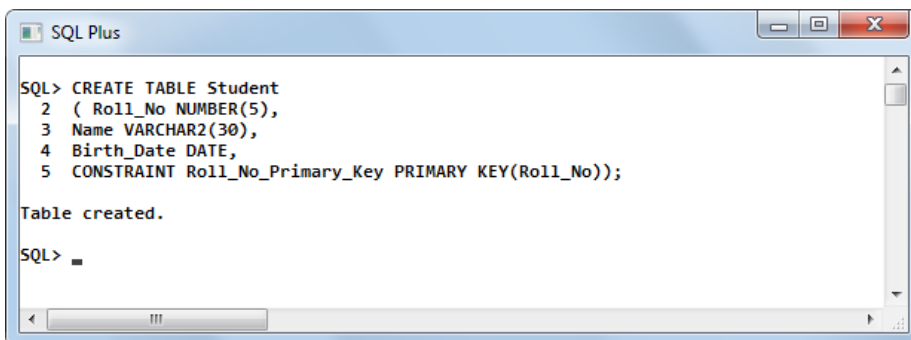 SQL Plus
SQL> CREATE TABLE Student
2 ( Roll_No NUMBER(5),
3 Name VARCHAR2(30),
4 Birth_Date DATE,
5 CONSTRAINT Roll_No_Primary_Key PRIMARY KEY(Roll_No));
Table created.
SQL> _